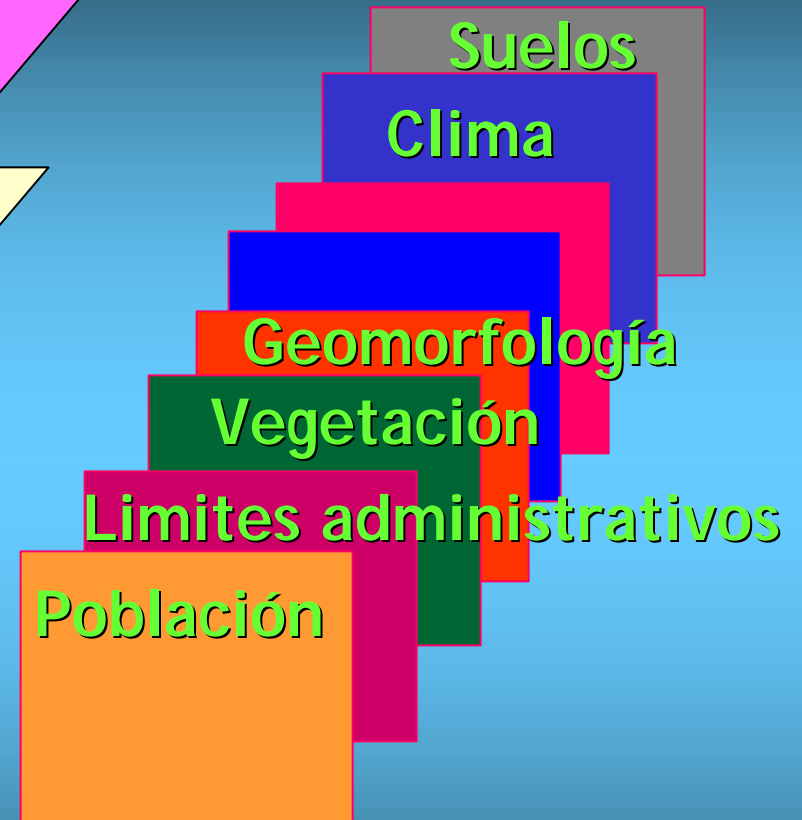 Suelos
Clima
Geomorfología
Vegetación
Limites administrativos
Población